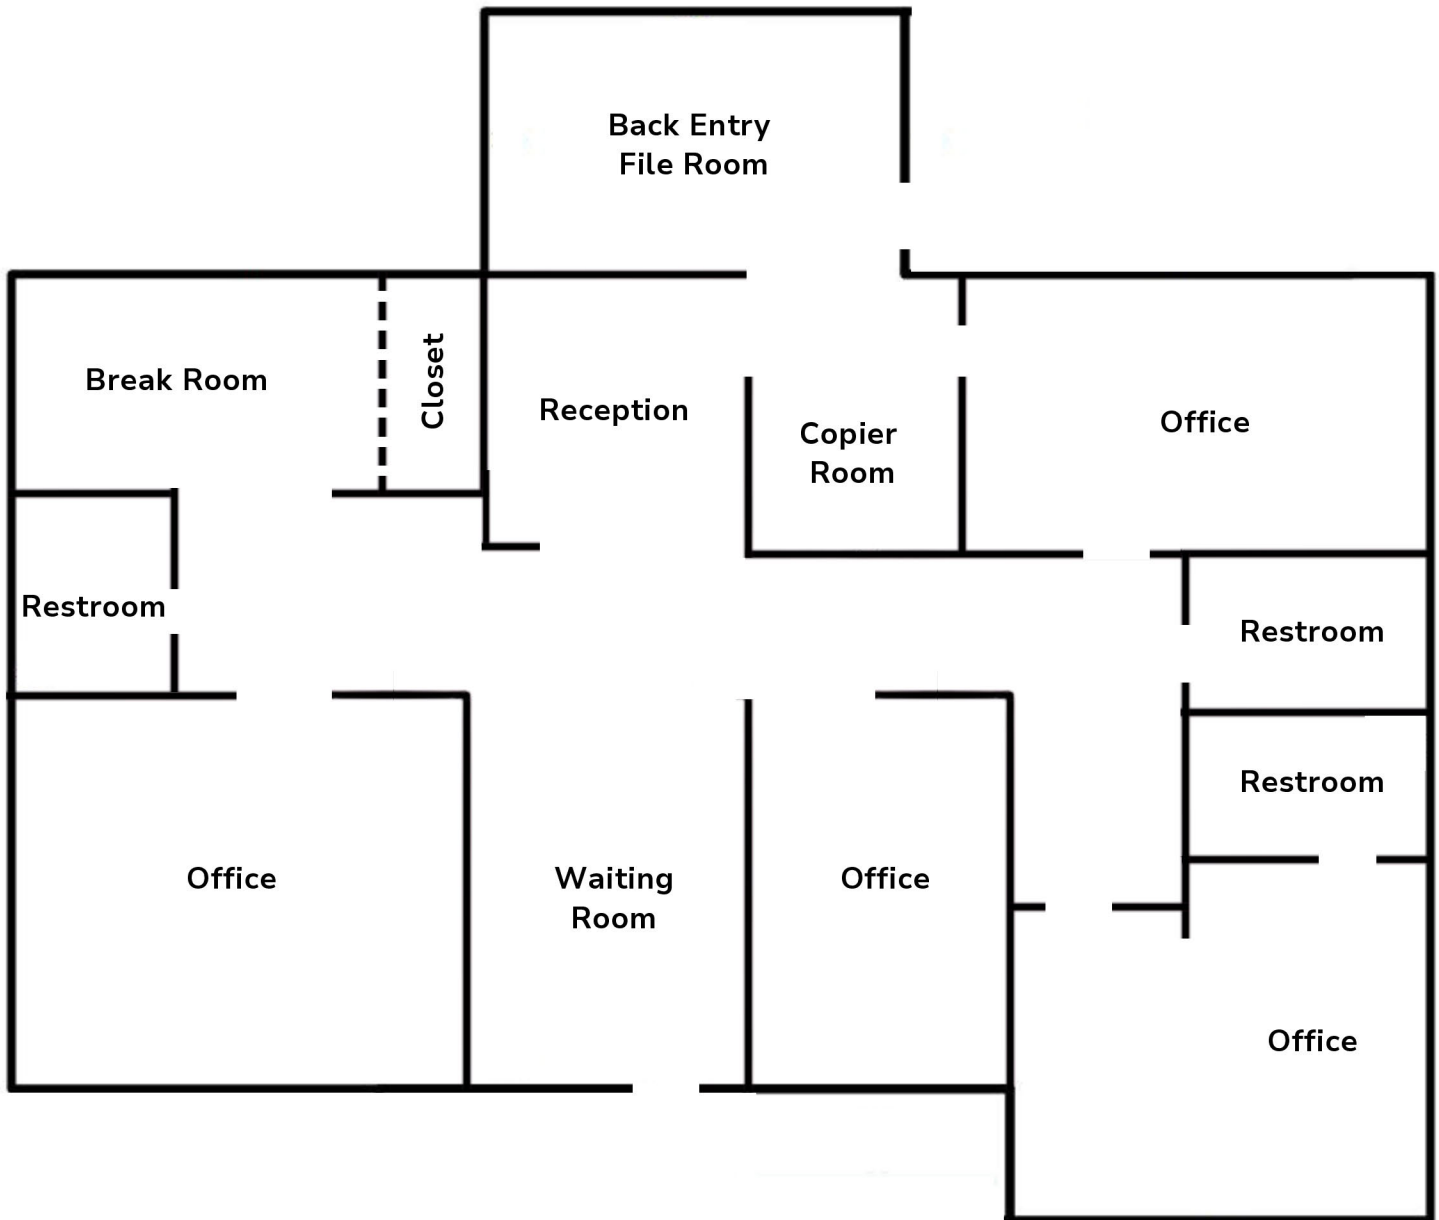 Back Entry
File Room
Break Room
Closet
Reception
Copier
Room
Office
Restroom
Restroom
Restroom
Office
Waiting
Room
Office
Office